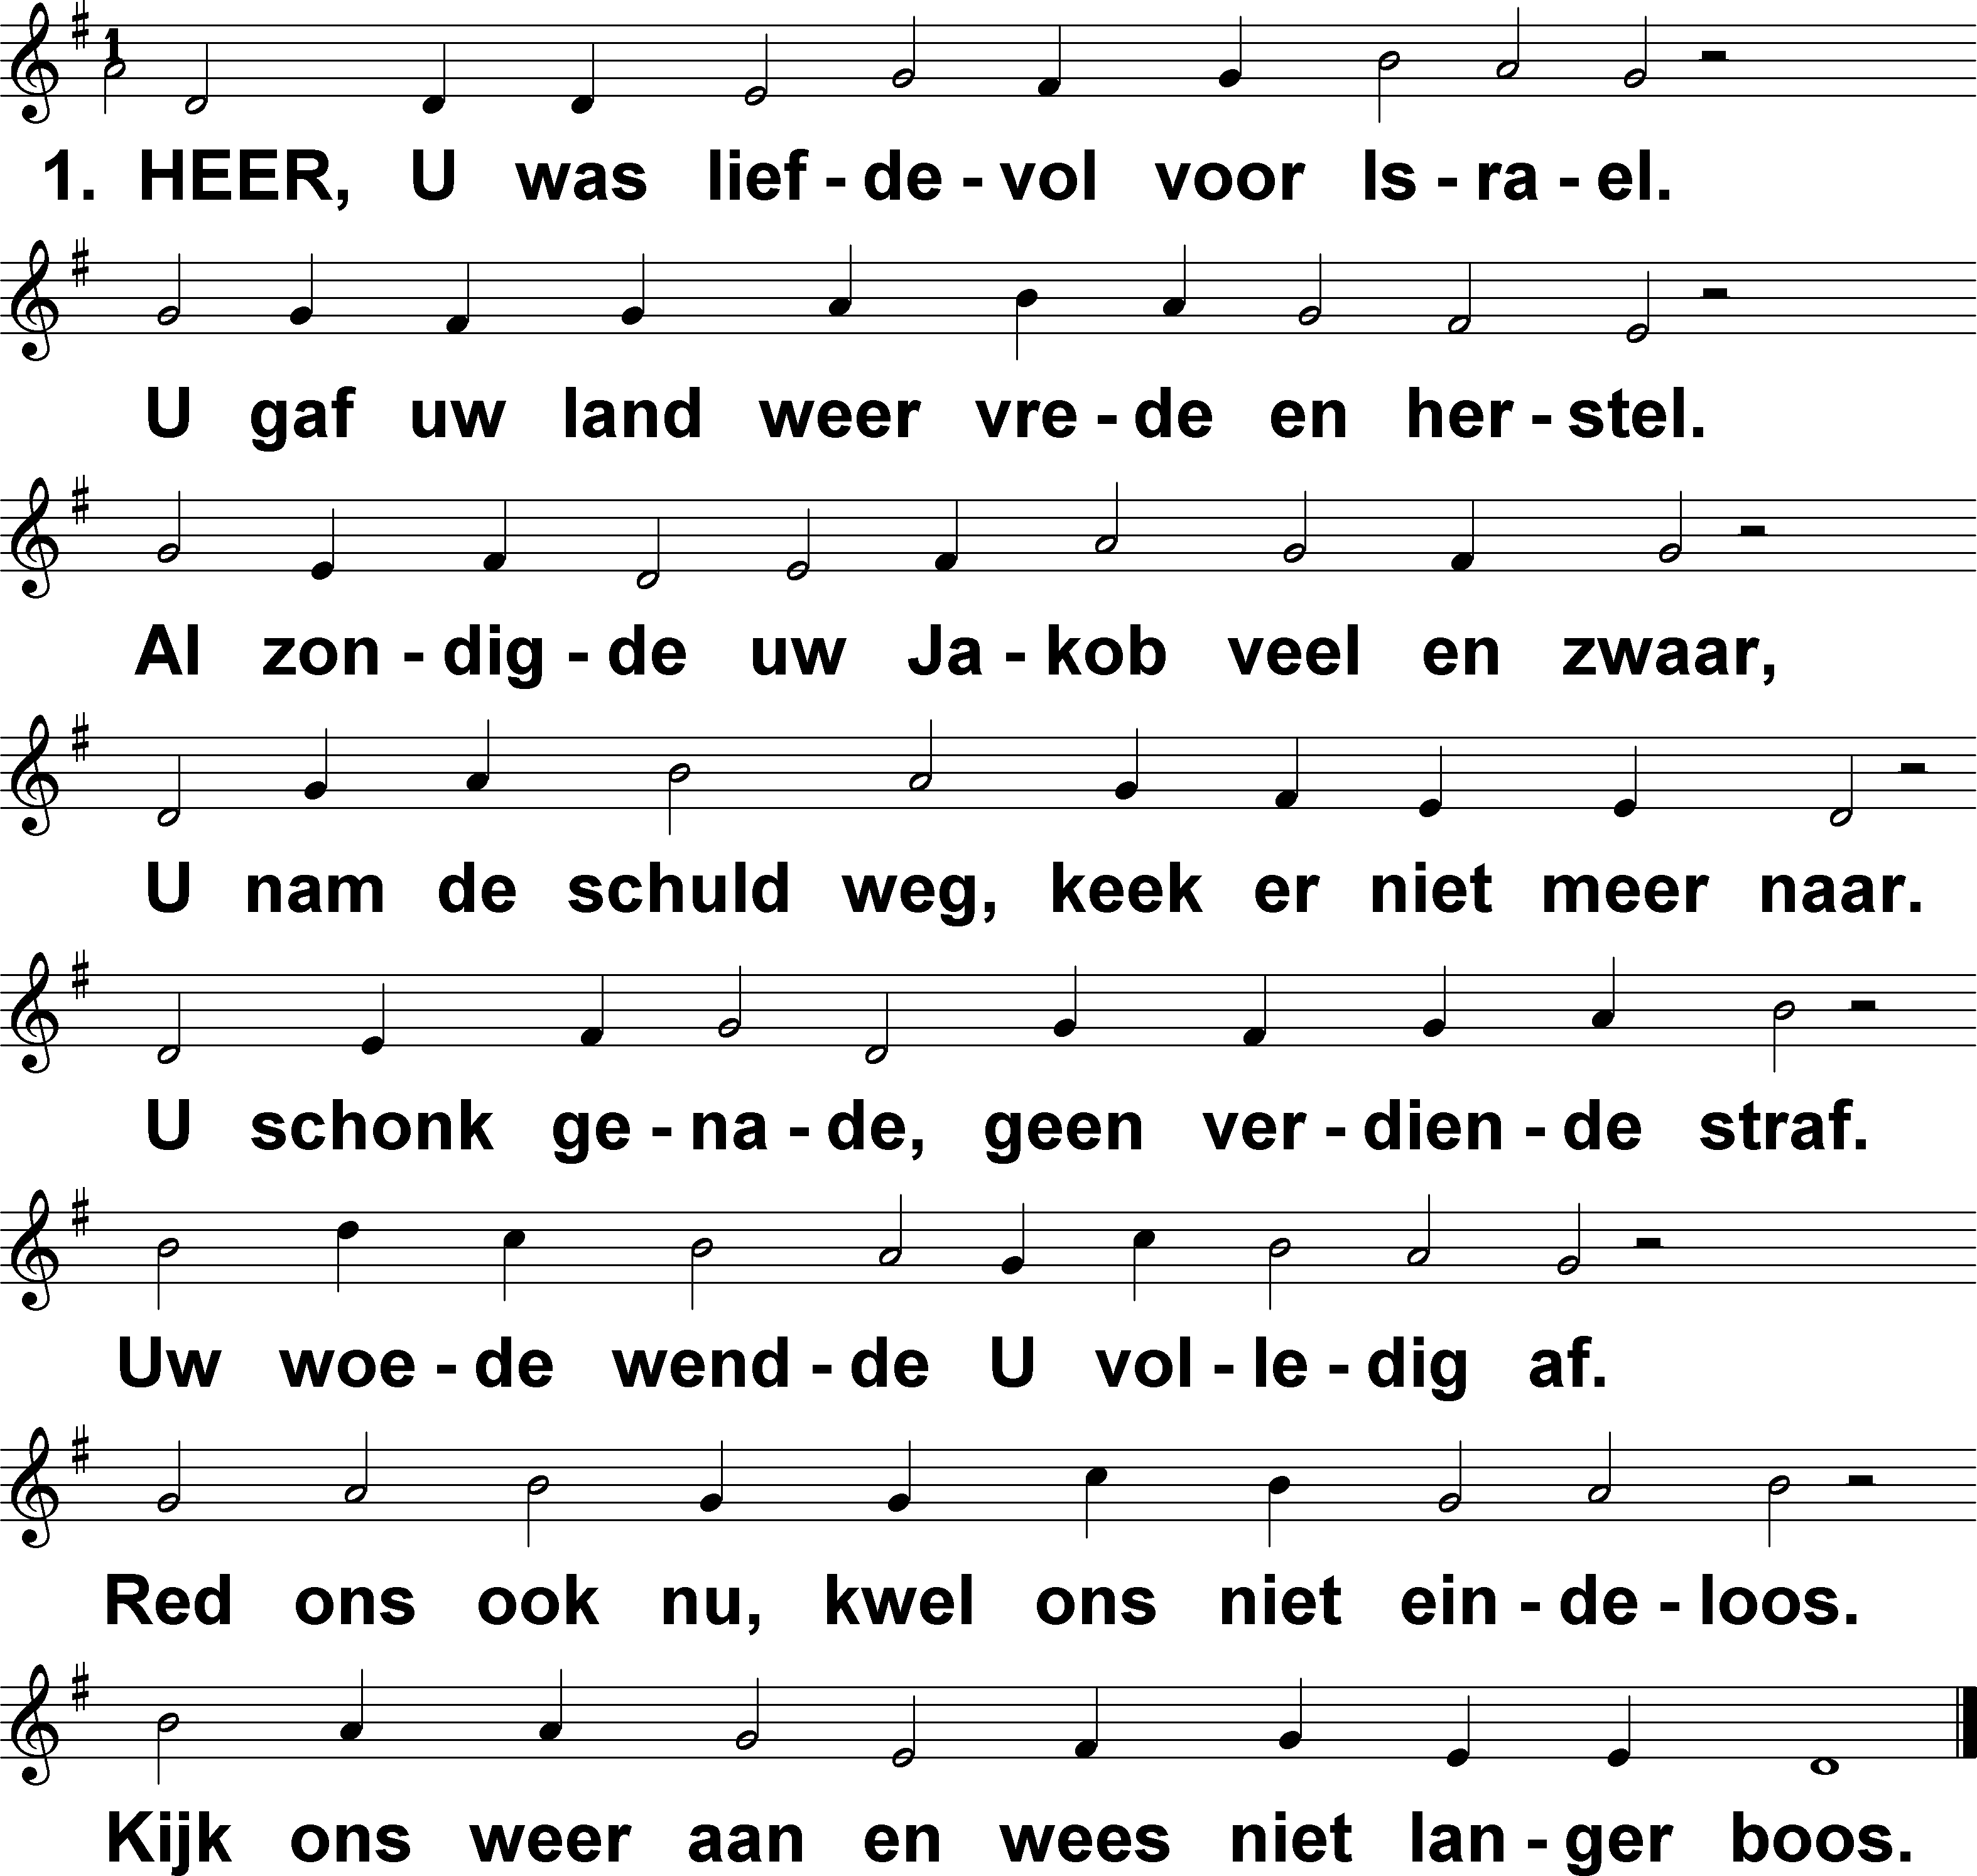 1. HEER, U was lief - de - vol voor Is - ra - el.
U gaf uw land weer vre - de en her - stel.
Al zon - dig - de uw Ja - kob veel en zwaar,
U nam de schuld weg, keek er niet meer naar.
U schonk ge - na - de, geen ver - dien - de straf.
Uw woe - de wend - de U vol - le - dig af.
Red ons ook nu, kwel ons niet ein - de - loos.
Kijk ons weer aan en wees niet lan - ger boos.